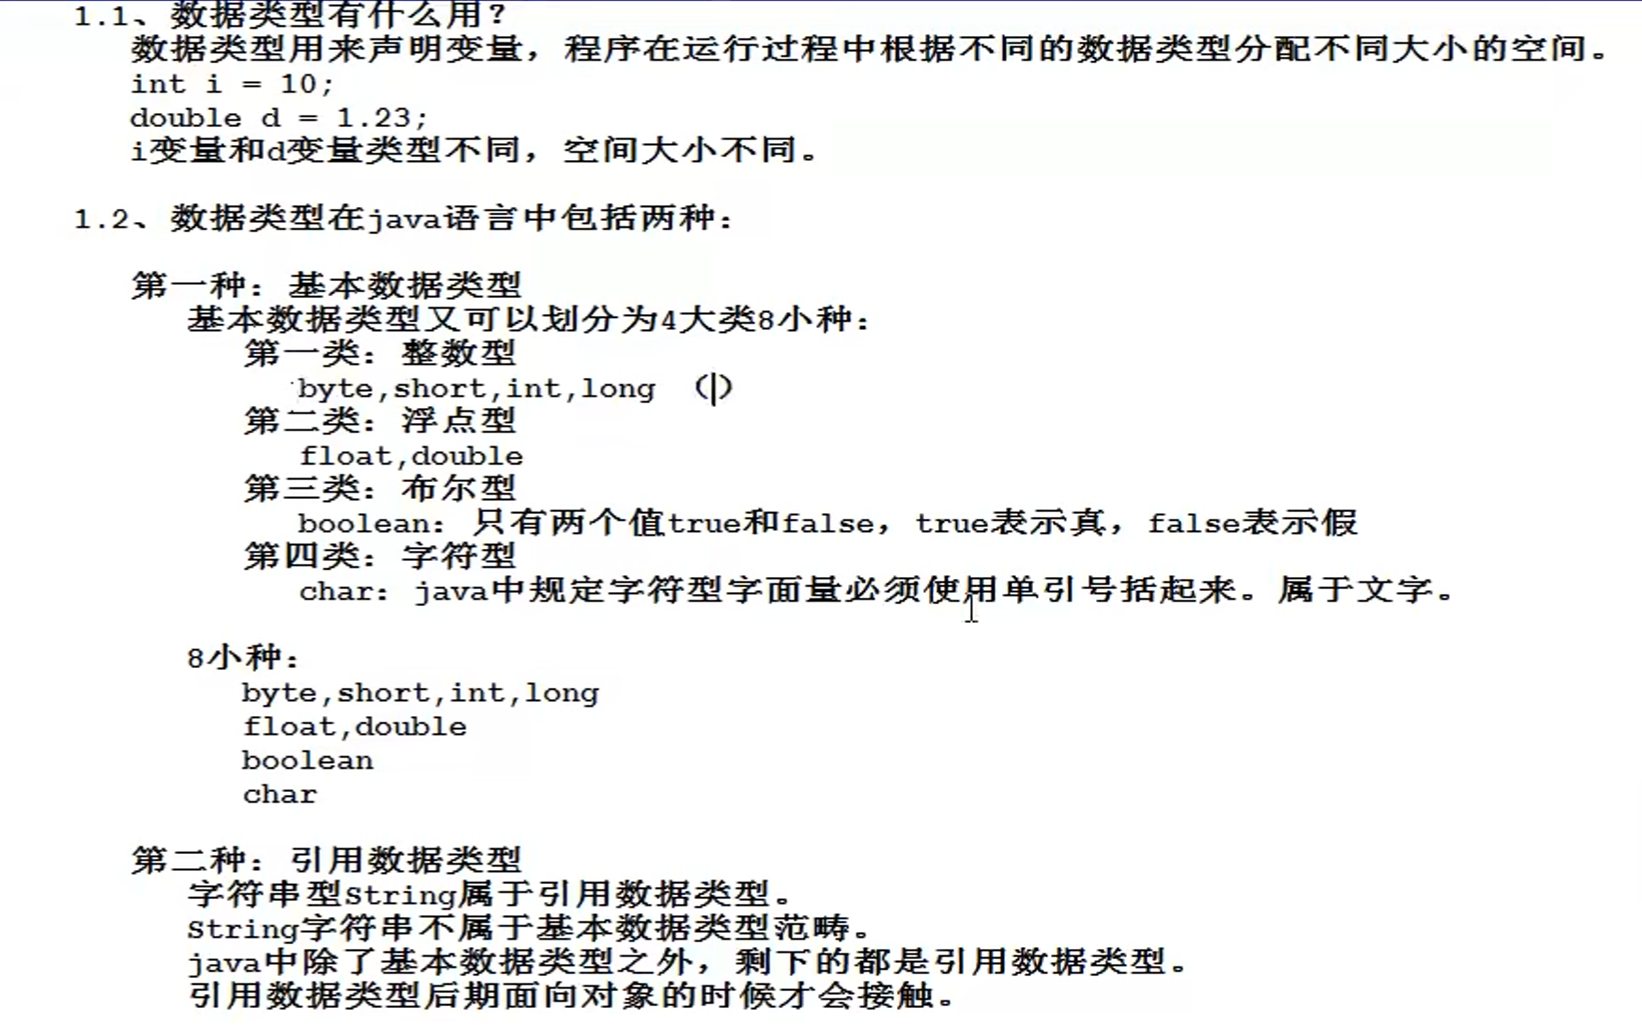 1.1、数据类型有什么用？
数据类型用来声明变量，程序在运行过程中根据不同的数据类型分配不同大小的空间。
int i = 10;
double d = 1.23;
i变量和d变量类型不同，空间大小不同。
1.2、数据类型在java语言中包括两种：
第一种：基本数据类型
基本数据类型又可以划分为4大类8小种：
第一类：整数型
byte,short,int,long （）
第二类：浮点型
float,double
第三类：布尔型
boolean：只有两个值true和false，true表示真，false表示假
第四类：字符型
char：java中规定字符型字面量必须使用单引号括起来。属于文字。
8小种：
byte,short,int,long
float,double
boolean
char
第二种：引用数据类型
字符串型String属于引用数据类型。
String字符串不属于基本数据类型范畴。
java中除了基本数据类型之外，剩下的都是引用数据类型。
引用数据类型后期面向对象的时候才会接触。